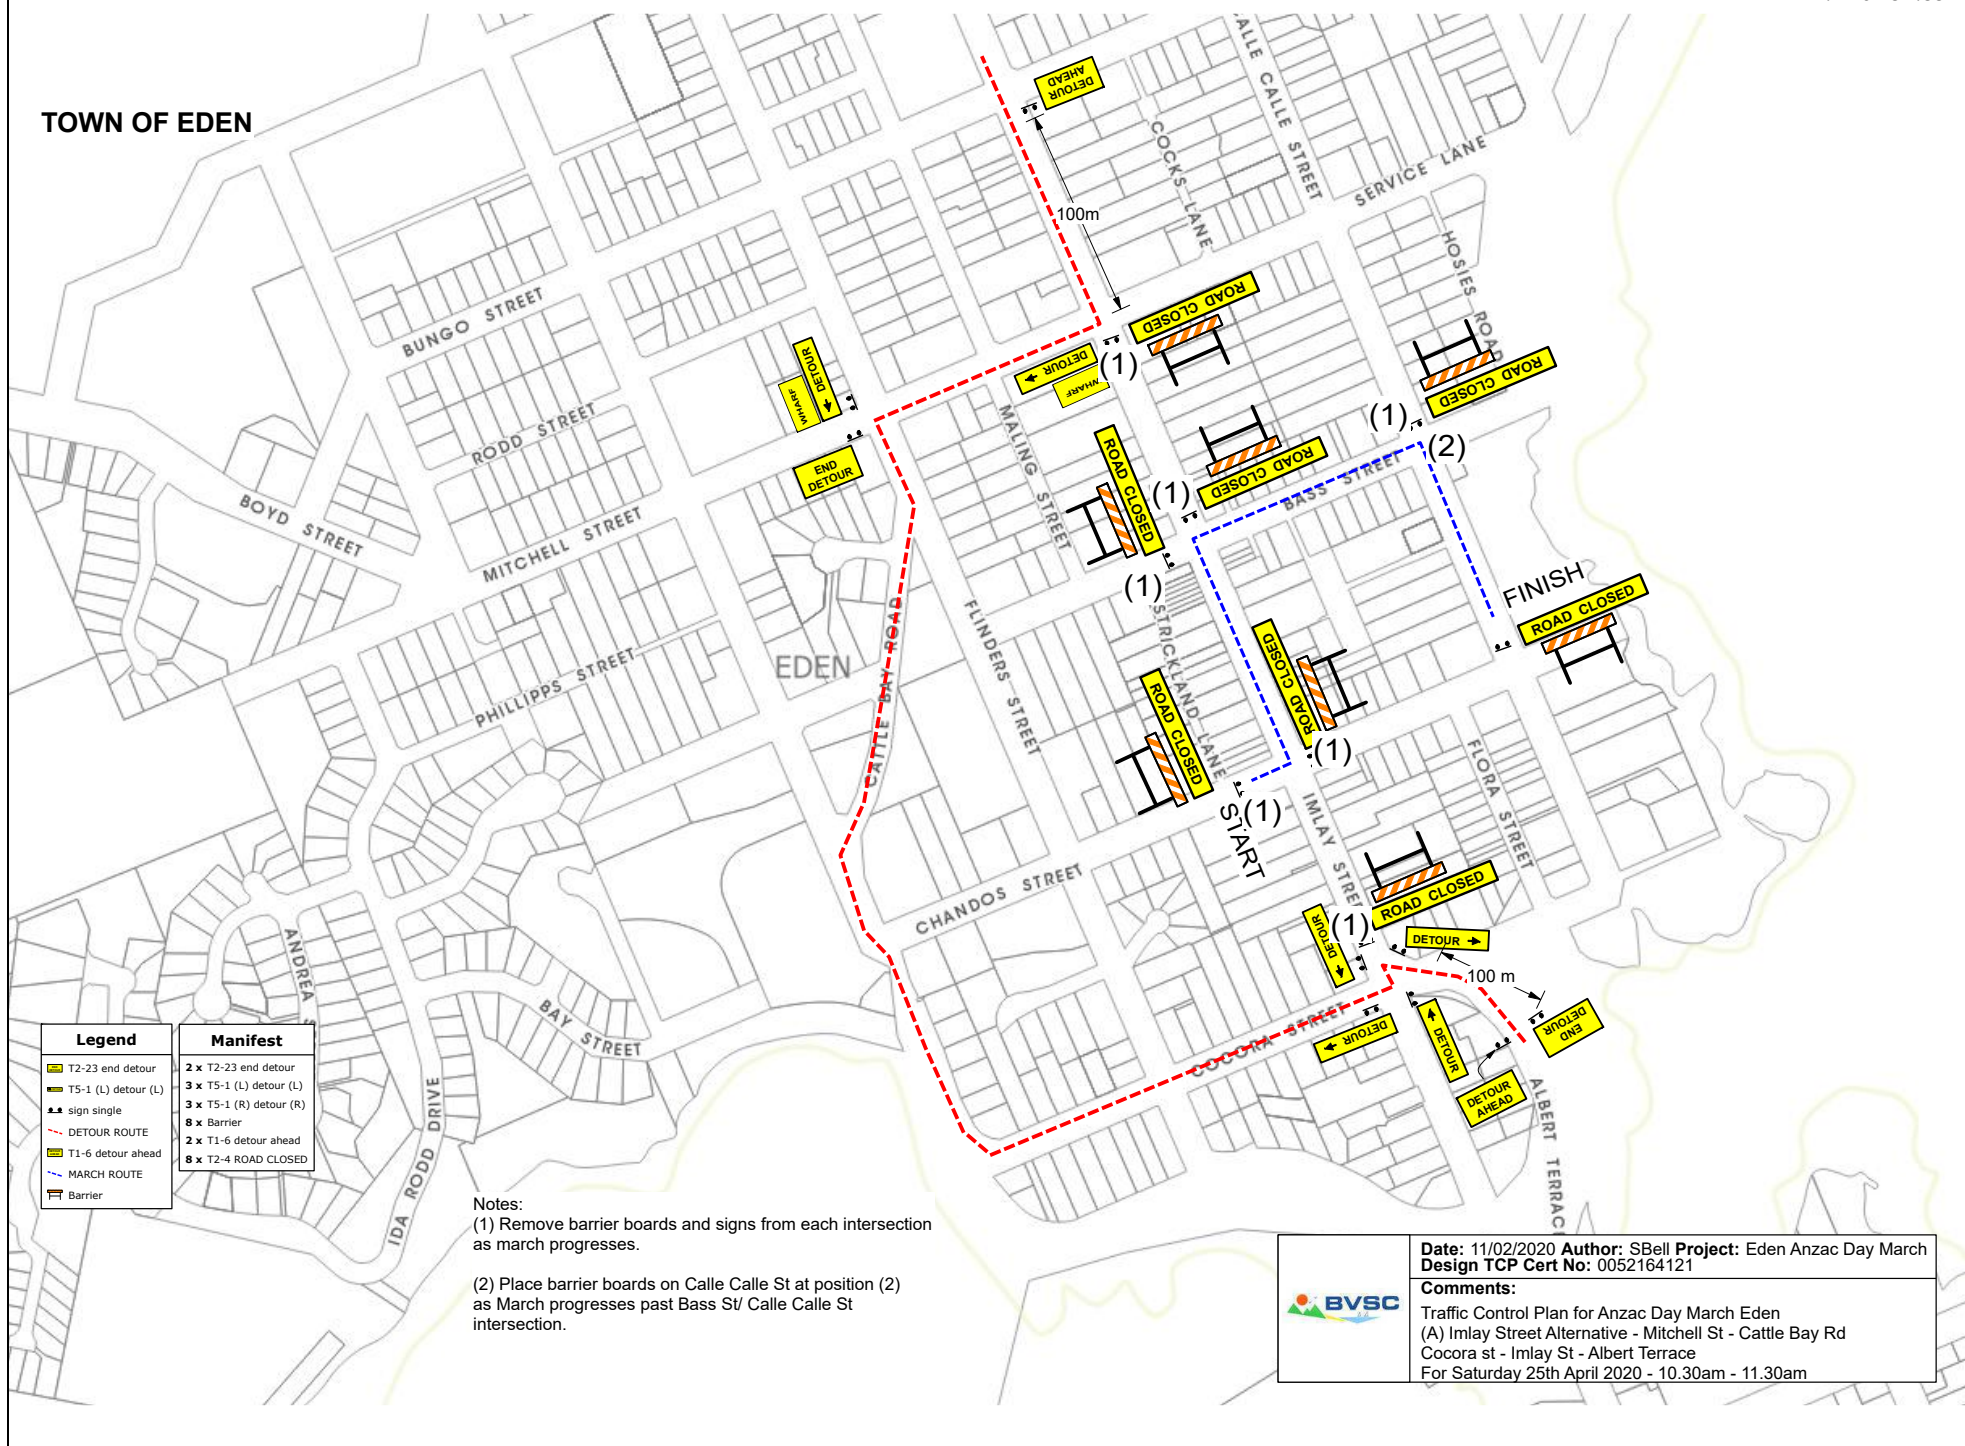 TOWN OF EDEN
DETOUR
AHEAD
CALLE CALLE STREET
COCKS LANE
SERVICE LANE
100m
HOSIES ROAD
BUNGO STREET
ROAD CLOSED
(1)
DETOUR
WHARF
ROAD CLOSED
(1)
(2)
DETOUR
WHARF
RODD STREET
MALING STREET
ROAD CLOSED
ROAD CLOSED
(1)
BASS STREET
END
DETOUR
BOYD STREET
MITCHELL STREET
(1)
FINISH
ROAD CLOSED
EDEN
CATTLE BAY ROAD
FLINDERS STREET
STRICKLAND LANE
PHILLIPPS STREET
ROAD CLOSED
ROAD CLOSED
(1)
(1)
START
IMLAY STREET
FLORA STREET
CHANDOS STREET
ROAD CLOSED
(1)
DETOUR
DETOUR
100 m
END
DETOUR
ANDREA S
BAY STREET
COCORA STREET
DETOUR
DETOUR
DETOUR
AHEAD
ALBERT TERRACE
IDA RODD DRIVE
Legend
T2-23 end detour
T5-1 (L) detour (L)
sign single
DETOUR ROUTE
T1-6 detour ahead
MARCH ROUTE
Barrier
Manifest
2 x T2-23 end detour
3 x T5-1 (L) detour (L)
3 x T5-1 (R) detour (R)
8 x Barrier
2 x T1-6 detour ahead
8 x T2-4 ROAD CLOSED
Notes:
(1) Remove barrier boards and signs from each intersection
as march progresses.
(2) Place barrier boards on Calle Calle St at position (2)
as March progresses past Bass St/ Calle Calle St
intersection.
BVSC
Date: 11/02/2020 Author: SBell Project: Eden Anzac Day March
Design TCP Cert No: 0052164121
Comments:
Traffic Control Plan for Anzac Day March Eden
(A) Imlay Street Alternative - Mitchell St - Cattle Bay Rd
Cocora st - Imlay St - Albert Terrace
For Saturday 25th April 2020 - 10.30am - 11.30am